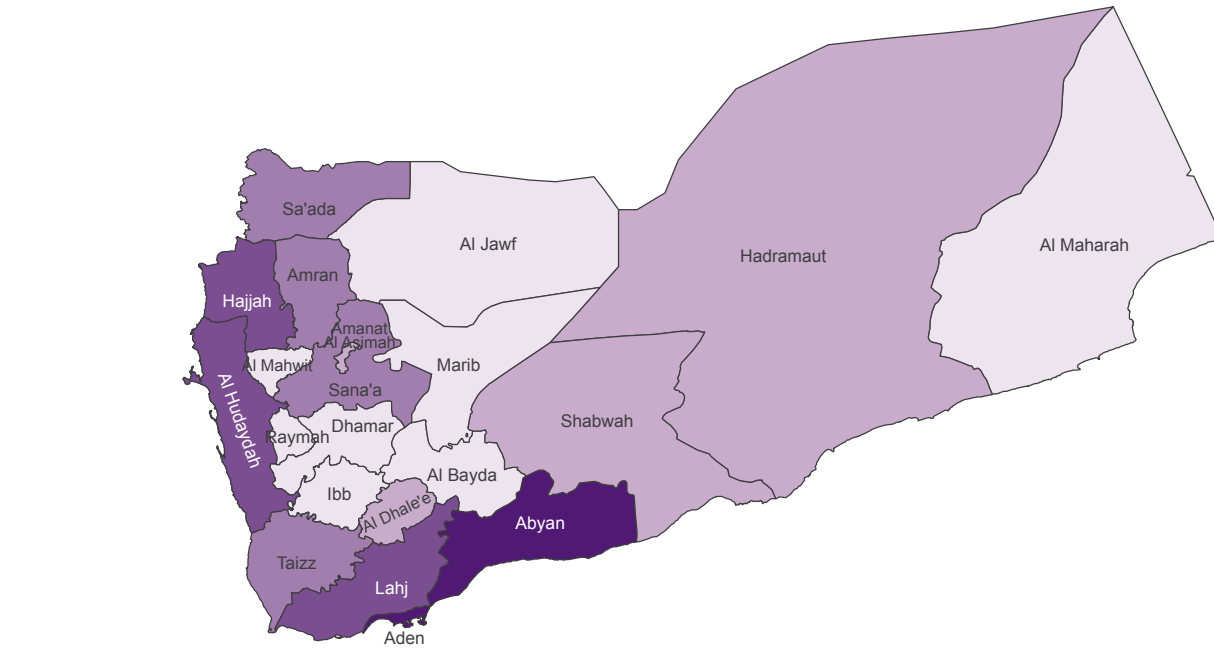 Sa'ada
Al Jawf
Hadramaut
Al Maharah
Amran
Hajjah
Amanat
Al Asimah
Al Mahwit
Marib
Sana'a
Al Hudaydah
Shabwah
Dhamar
Raymah
Al Bayda
Ibb
Al Dhale'e
Abyan
Taizz
Lahj
Aden